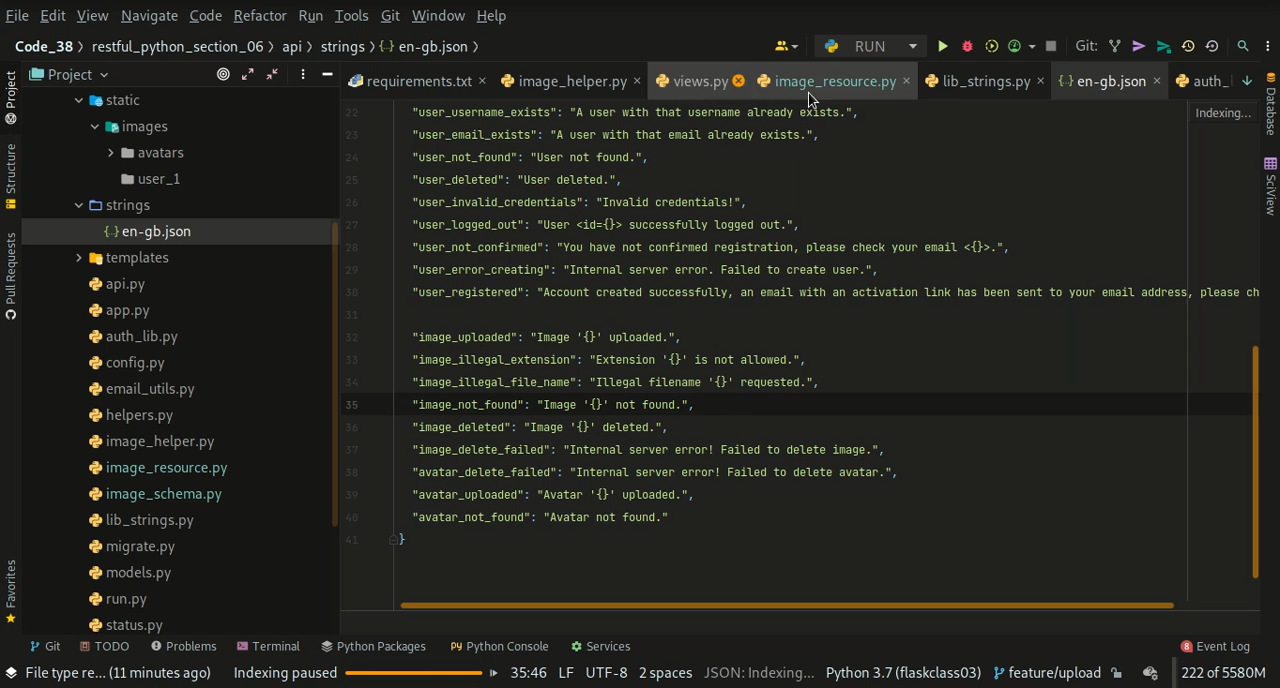 File Edit View Navigate Code Refactor Run Tools Git Window Help
Code_38 restful_python_section_06 api strings en-gb.json RUN Git:
Project requirements.txt image_helper.py views.py image_resource.py lib_strings.py en-gb.json auth_
Project
Structure
Pull Requests
Favorites
static
images
avatars
user_1
strings
en-gb.json
templates
api.py
app.py
auth_lib.py
config.py
email_utils.py
helpers.py
image_helper.py
image_resource.py
image_schema.py
lib_strings.py
migrate.py
models.py
run.py
status.py
22 "user_username_exists": "A user with that username already exists.",
23 "user_email_exists": "A user with that email already exists.",
24 "user_not_found": "User not found.",
25 "user_deleted": "User deleted.",
26 "user_invalid_credentials": "Invalid credentials!",
27 "user_logged_out": "User <id={}> successfully logged out.",
28 "user_not_confirmed": "You have not confirmed registration, please check your email <{}>.",
29 "user_error_creating": "Internal server error. Failed to create user.",
30 "user_registered": "Account created successfully, an email with an activation link has been sent to your email address, please ch
31
32 "image_uploaded": "Image '{}' uploaded.",
33 "image_illegal_extension": "Extension '{}' is not allowed.",
34 "image_illegal_file_name": "Illegal filename '{}' requested.",
35 "image_not_found": "Image '{}' not found.",
36 "image_deleted": "Image '{}' deleted.",
37 "image_delete_failed": "Internal server error! Failed to delete image.",
38 "avatar_delete_failed": "Internal server error! Failed to delete avatar.",
39 "avatar_uploaded": "Avatar '{}' uploaded.",
40 "avatar_not_found": "Avatar not found."
41 }
Indexing...
Database
SciView
Git TODO Problems Terminal Python Packages Python Console Services 8 Event Log
File type re... (11 minutes ago) Indexing paused 35:46 LF UTF-8 2 spaces JSON: Indexing... Python 3.7 (flaskclass03) feature/upload 222 of 5580M